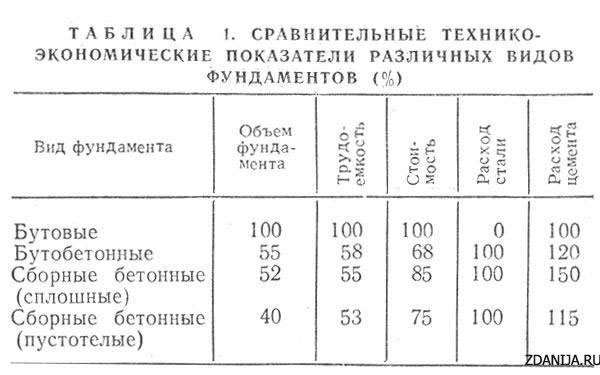 ТАБЛИЦА 1. СРАВНИТЕЛЬНЫЕ ТЕХНИКО-
ЭКОНОМИЧЕСКИЕ ПОКАЗАТЕЛИ РАЗЛИЧНЫХ ВИДОВ
ФУНДАМЕНТОВ (%)
Вид фундамента
Объем
фунда-
мента
Трудо-
емкость
Стои-
мость
Расход
стали
Расход
цемента
Бутовые 100 100 100 0 100
Бутобетонные 55 58 68 100 120
Сборные бетонные 52 55 85 100 150
(сплошные)
Сборные бетонные 40 53 75 100 115
(пустотелые)
ZDANIJA.RU